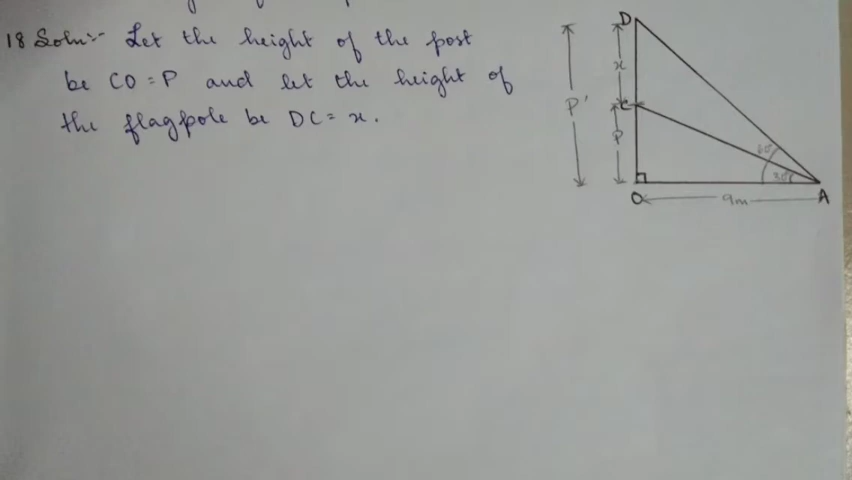 18 Soln:- Let the height of the post
be CO = P and let the height of
the flagpole be DC = x.
D
x
C
P'
P
60°
30°
O
9m
A